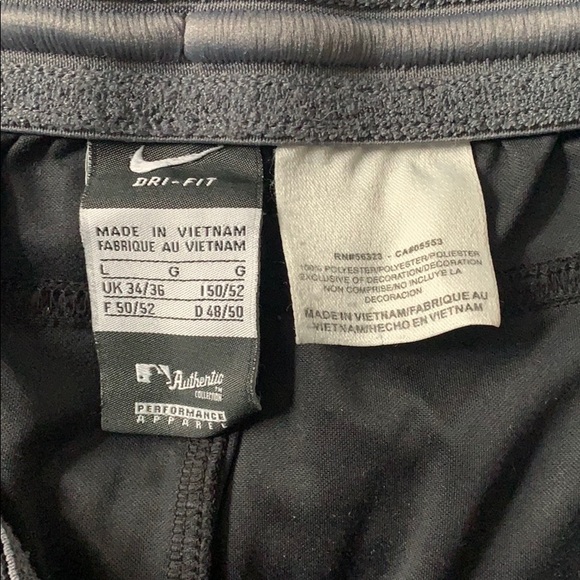 DRI-FIT
MADE IN VIETNAM
FABRIQUE AU VIETNAM
L G G
UK 34/36 I 50/52
F 50/52 D 48/50
Authentic
COLLECTION
TM
PERFORMANCE
APPAREL
RN#56323 - CA#05553
100% POLYESTER/POLYESTER/POLIESTER
EXCLUSIVE OF DECORATION/DECORATION
NON COMPRISE/NO INCLUYE LA
DECORACION
MADE IN VIETNAM/FABRIQUE AU
VIETNAM/HECHO EN VIETNAM